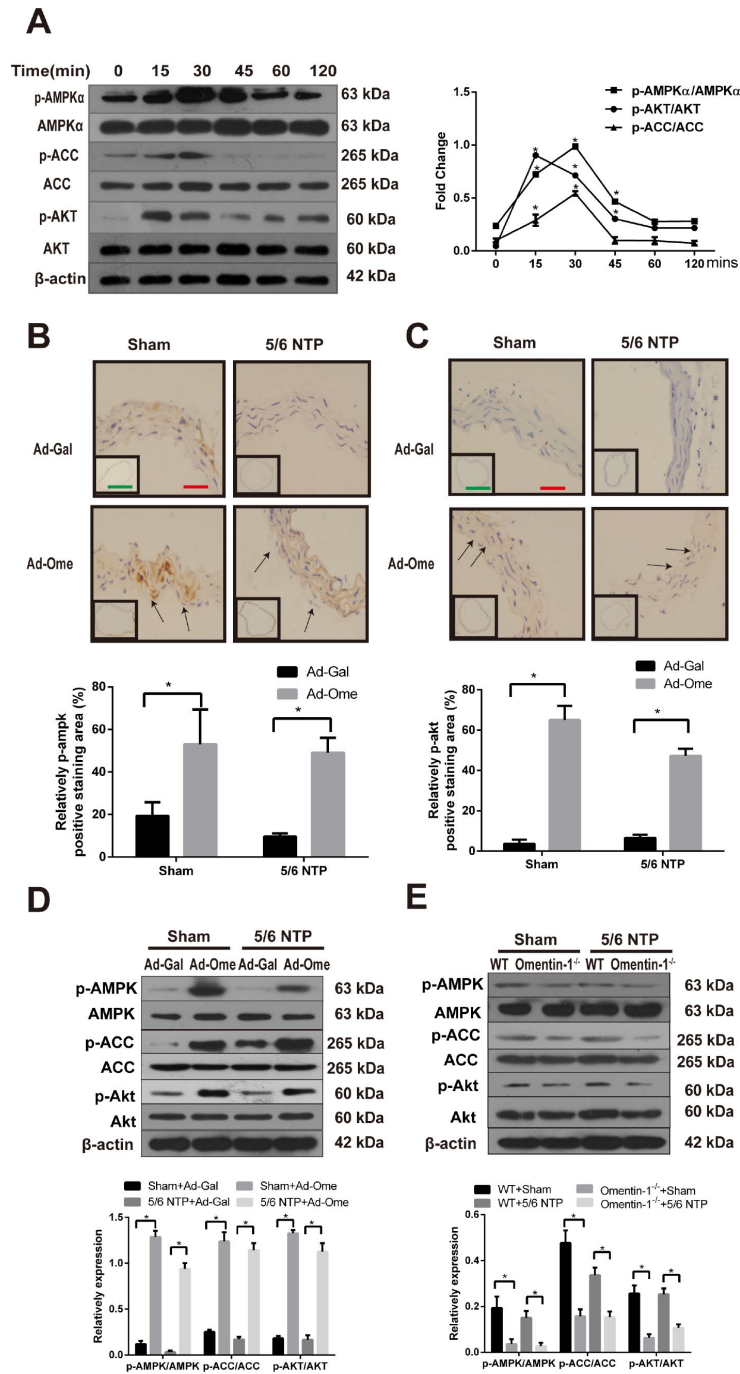 A
Time(min) 0 15 30 45 60 120
p-AMPKα 63 kDa
AMPKα 63 kDa
p-ACC 265 kDa
ACC 265 kDa
p-AKT 60 kDa
AKT 60 kDa
β-actin 42 kDa
p-AMPKα/AMPKα
p-AKT/AKT
p-ACC/ACC
Fold Change
1.5
1.0
0.5
0.0
* * * * * * * *
0 15 30 45 60 120 mins
B
Sham 5/6 NTP
Ad-Gal
Ad-Ome
Ad-Gal
Ad-Ome
Relatively p-ampk
positive staining area (%)
80
60
40
20
0
* *
Sham 5/6 NTP
C
Sham 5/6 NTP
Ad-Gal
Ad-Ome
Ad-Gal
Ad-Ome
Relatively p-akt
positive staining area (%)
80
60
40
20
0
* *
Sham 5/6 NTP
D
Sham 5/6 NTP
Ad-Gal Ad-Ome Ad-Gal Ad-Ome
p-AMPK 63 kDa
AMPK 63 kDa
p-ACC 265 kDa
ACC 265 kDa
p-Akt 60 kDa
Akt 60 kDa
β-actin 42 kDa
Sham+Ad-Gal Sham+Ad-Ome
5/6 NTP+Ad-Gal 5/6 NTP+Ad-Ome
Relatively expression
1.5
1.0
0.5
0.0
* * * * * *
p-AMPK/AMPK p-ACC/ACC p-AKT/AKT
E
Sham 5/6 NTP
WT Omentin-1-/- WT Omentin-1-/-
p-AMPK 63 kDa
AMPK 63 kDa
p-ACC 265 kDa
ACC 265 kDa
p-Akt 60 kDa
Akt 60 kDa
β-actin 42 kDa
WT+Sham Omentin-1-/-+Sham
WT+5/6 NTP Omentin-1-/-+5/6 NTP
Relatively expression
0.6
0.4
0.2
0.0
* * * * * *
p-AMPK/AMPK p-ACC/ACC p-AKT/AKT